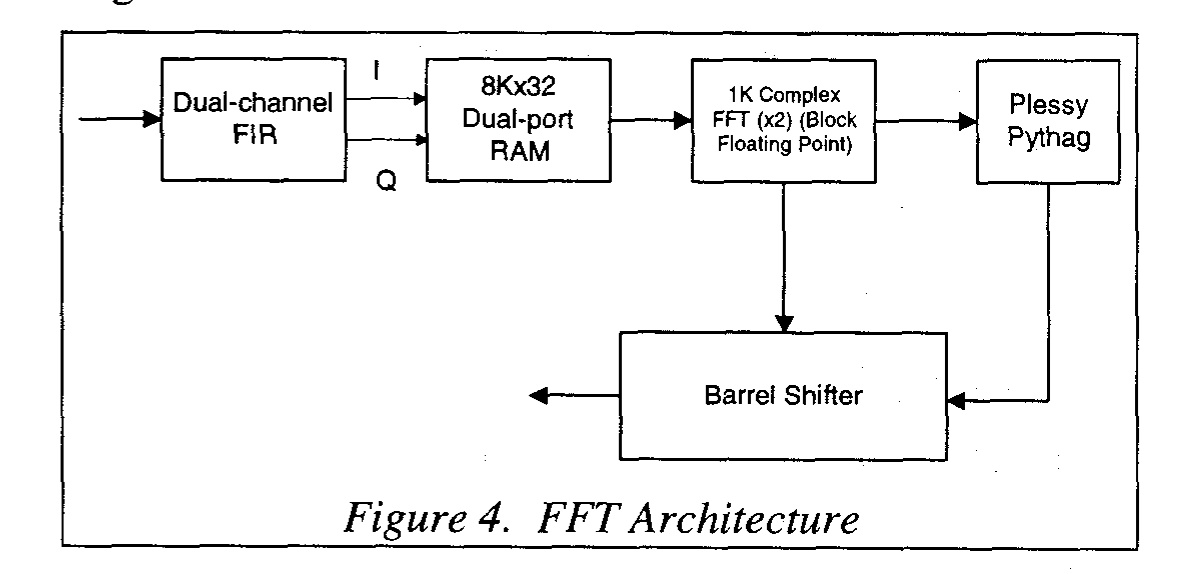 I
Dual-channel
FIR
Q
8Kx32
Dual-port
RAM
1K Complex
FFT (x2) (Block
Floating Point)
Plessy
Pythag
Barrel Shifter
Figure 4. FFT Architecture